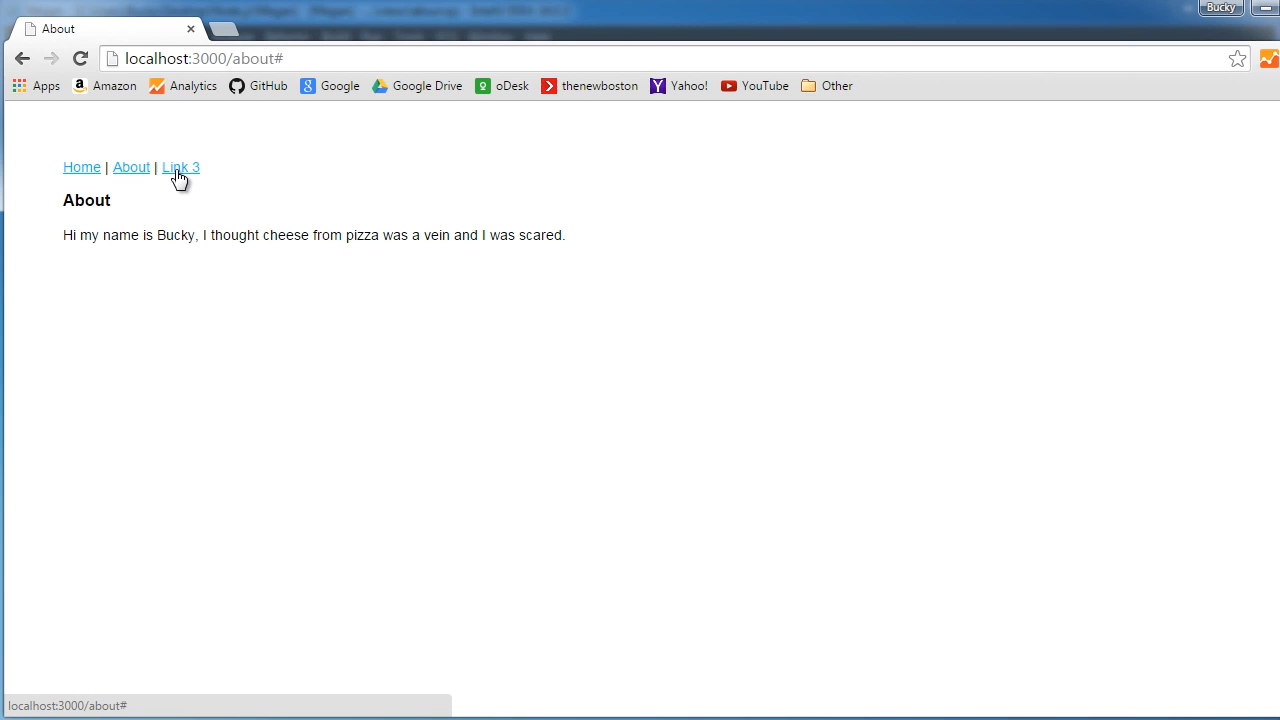 Bucky
About
localhost:3000/about#
Apps Amazon Analytics GitHub Google Google Drive oDesk thenewboston Yahoo! YouTube Other
Home | About | Link 3
About
Hi my name is Bucky, I thought cheese from pizza was a vein and I was scared.
localhost:3000/about#